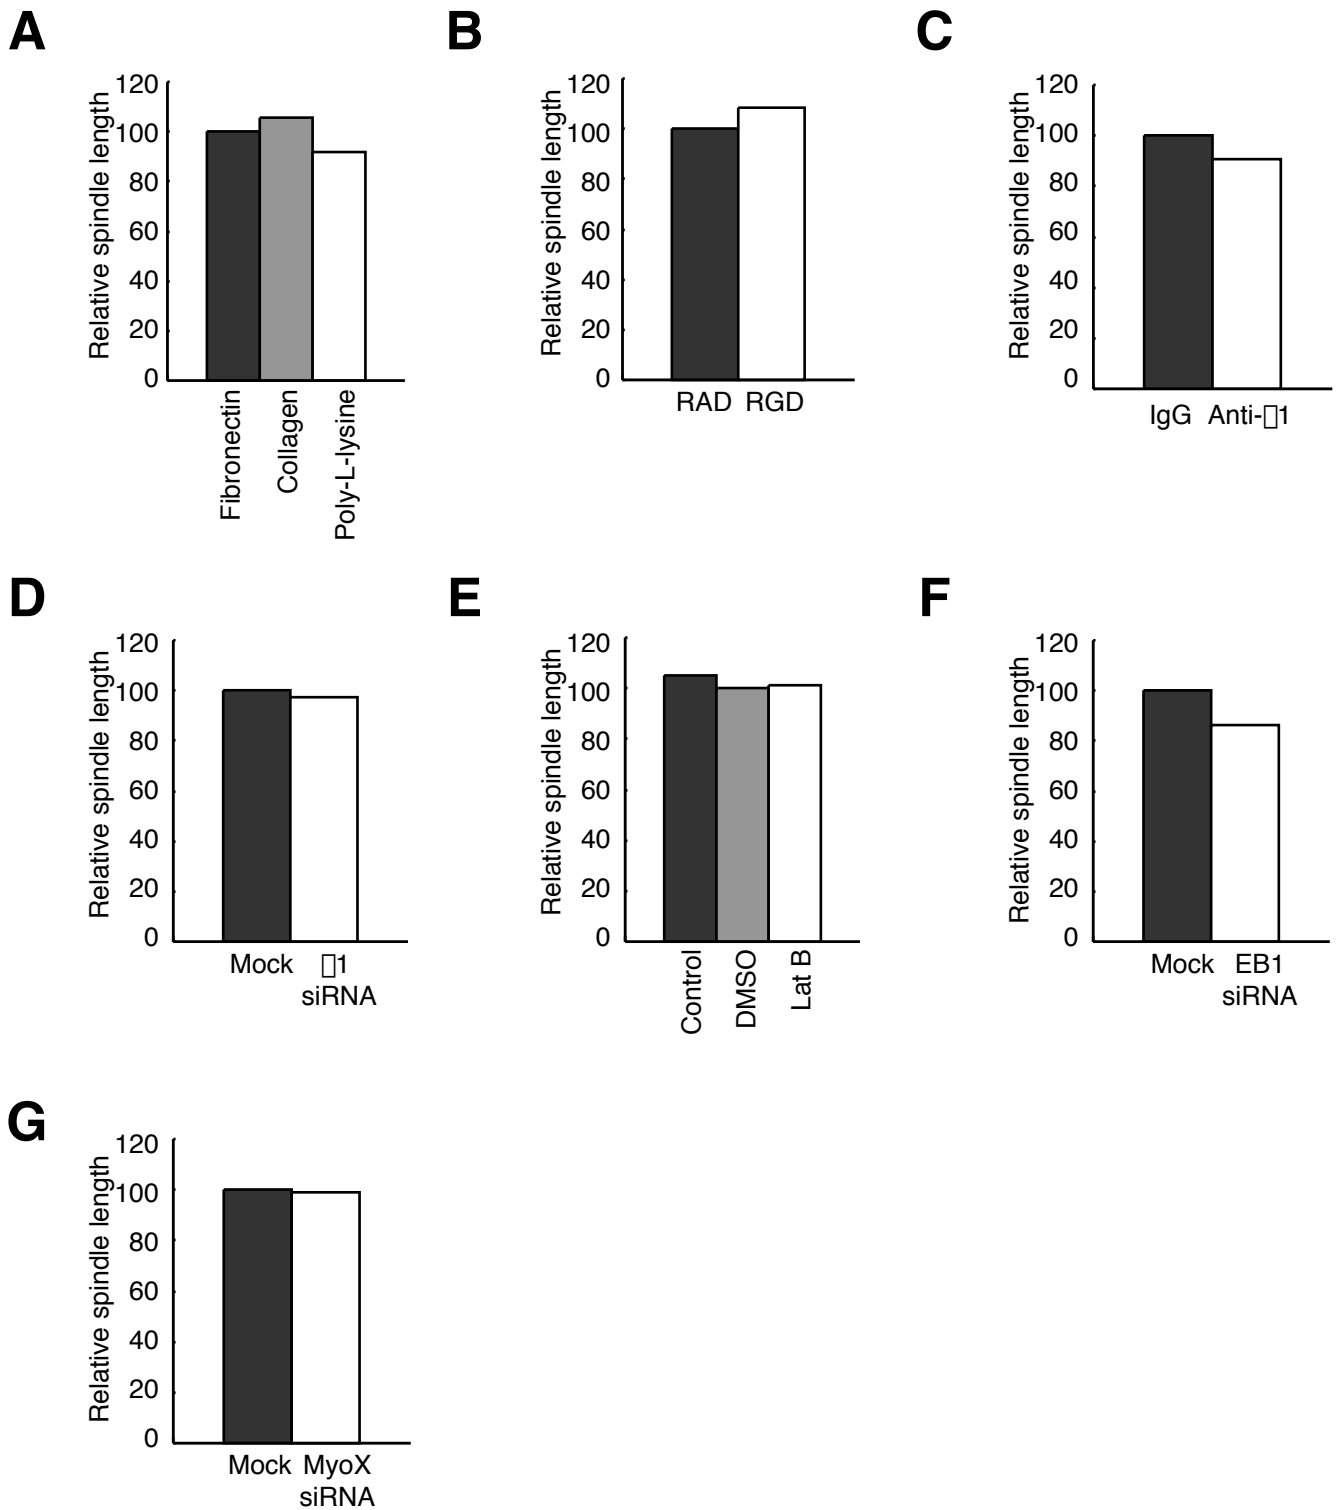 A
Relative spindle length
120
100
80
60
40
20
0
Fibronectin
Collagen
Poly-L-lysine
B
Relative spindle length
120
100
80
60
40
20
0
RAD RGD
C
Relative spindle length
120
100
80
60
40
20
0
IgG Anti-▯1
D
Relative spindle length
120
100
80
60
40
20
0
Mock ▯1
siRNA
E
Relative spindle length
120
100
80
60
40
20
0
Control
DMSO
Lat B
F
Relative spindle length
120
100
80
60
40
20
0
Mock EB1
siRNA
G
Relative spindle length
120
100
80
60
40
20
0
Mock MyoX
siRNA